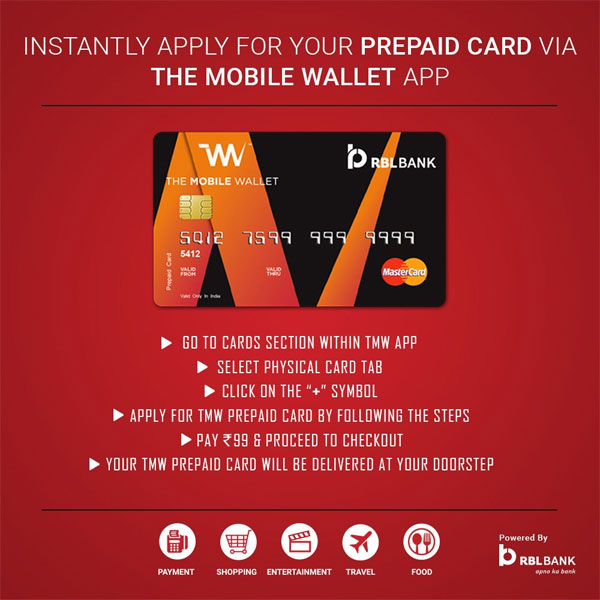 INSTANTLY APPLY FOR YOUR PREPAID CARD VIA
THE MOBILE WALLET APP
TMW
THE MOBILE WALLET
RBLBANK
5412 7599 999 9999
5412
Prepaid Card
VALID FROM
VALID THRU
MasterCard
Valid Only In India
GO TO CARDS SECTION WITHIN TMW APP
SELECT PHYSICAL CARD TAB
CLICK ON THE “+” SYMBOL
APPLY FOR TMW PREPAID CARD BY FOLLOWING THE STEPS
PAY ₹99 & PROCEED TO CHECKOUT
YOUR TMW PREPAID CARD WILL BE DELIVERED AT YOUR DOORSTEP
PAYMENT
SHOPPING
ENTERTAINMENT
TRAVEL
FOOD
Powered By
RBLBANK
apno ka bank